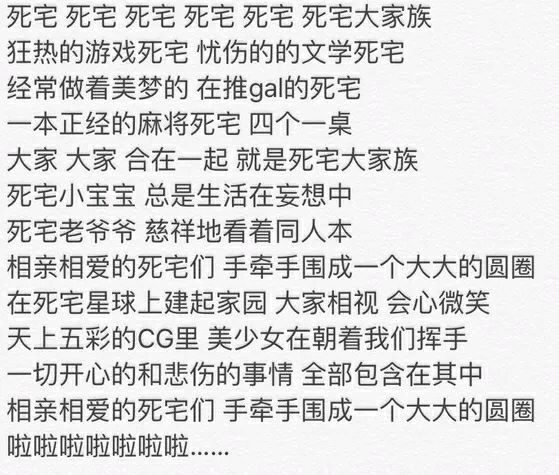 死宅 死宅 死宅 死宅 死宅 死宅大家族
狂热的游戏死宅 忧伤的的文学死宅
经常做着美梦的 在推gal的死宅
一本正经的麻将死宅 四个一桌
大家 大家 合在一起 就是死宅大家族
死宅小宝宝 总是生活在妄想中
死宅老爷爷 慈祥地看着同人本
相亲相爱的死宅们 手牵手围成一个大大的圆圈
在死宅星球上建起家园 大家相视 会心微笑
天上五彩的CG里 美少女在朝着我们挥手
一切开心的和悲伤的事情 全部包含在其中
相亲相爱的死宅们 手牵手围成一个大大的圆圈
啦啦啦啦啦啦啦……